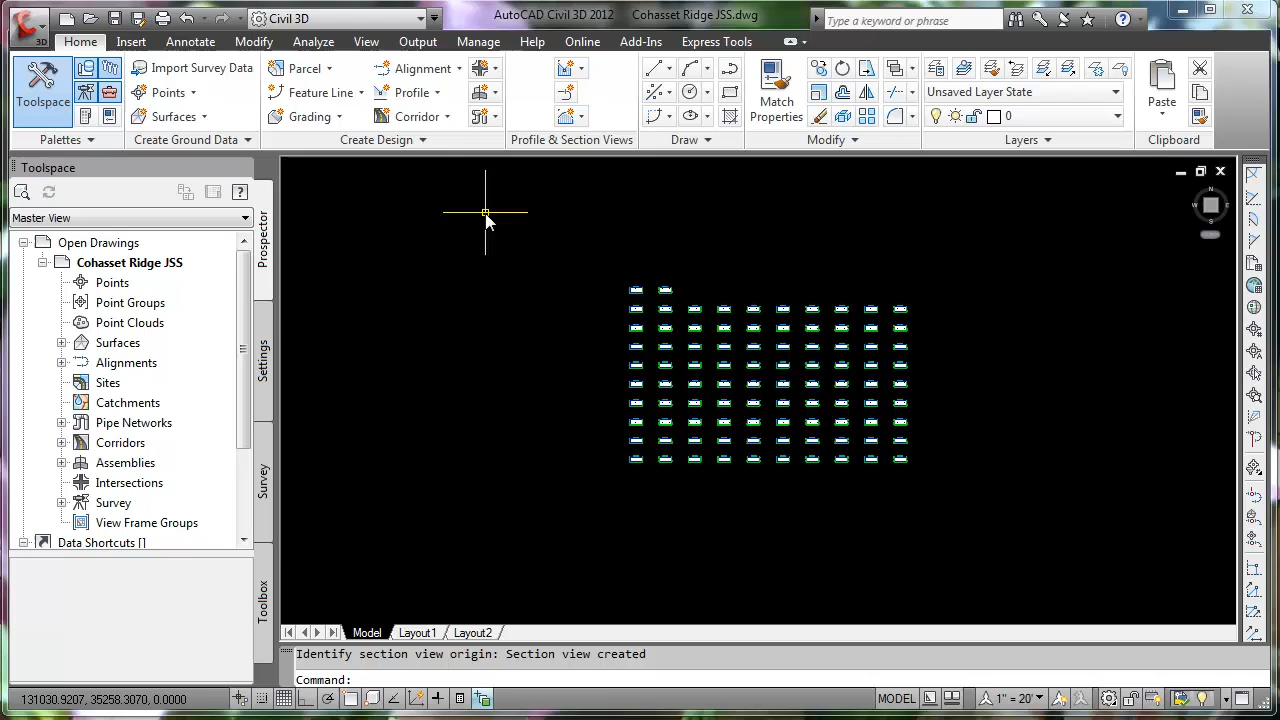 Civil 3D
AutoCAD Civil 3D 2012 Cohasset Ridge JSS.dwg
Type a keyword or phrase
3D
Home Insert Annotate Modify Analyze View Output Manage Help Online Add-Ins Express Tools
Toolspace
Import Survey Data
Points
Surfaces
Parcel
Feature Line
Grading
Alignment
Profile
Corridor
Match
Properties
Unsaved Layer State
0
Paste
Palettes
Create Ground Data
Create Design
Profile & Section Views
Draw
Modify
Layers
Clipboard
Toolspace
Master View
Open Drawings
Cohasset Ridge JSS
Points
Point Groups
Point Clouds
Surfaces
Alignments
Sites
Catchments
Pipe Networks
Corridors
Assemblies
Intersections
Survey
View Frame Groups
Data Shortcuts []
Prospector
Settings
Survey
Toolbox
N
W
E
S
Model Layout1 Layout2
Identify section view origin: Section view created
Command:
131030.9207, 35258.3070, 0.0000
MODEL
1" = 20'